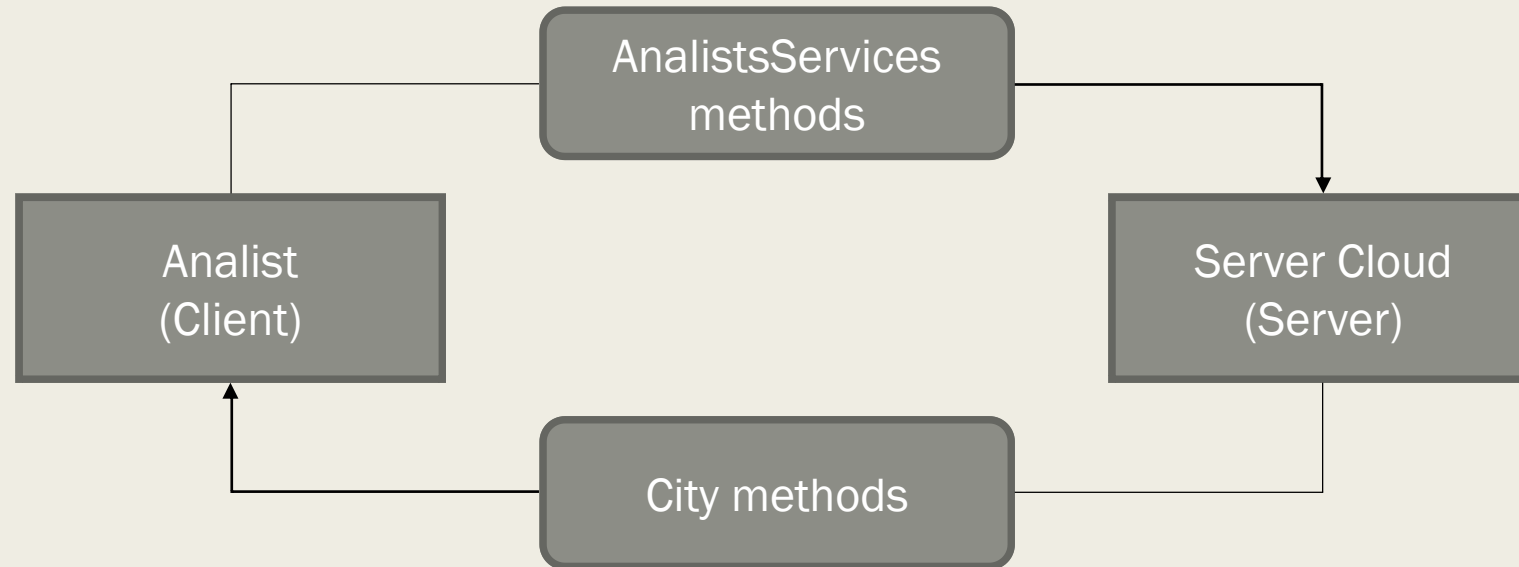 AnalistsServices
methods
Analist
(Client)
Server Cloud
(Server)
City methods